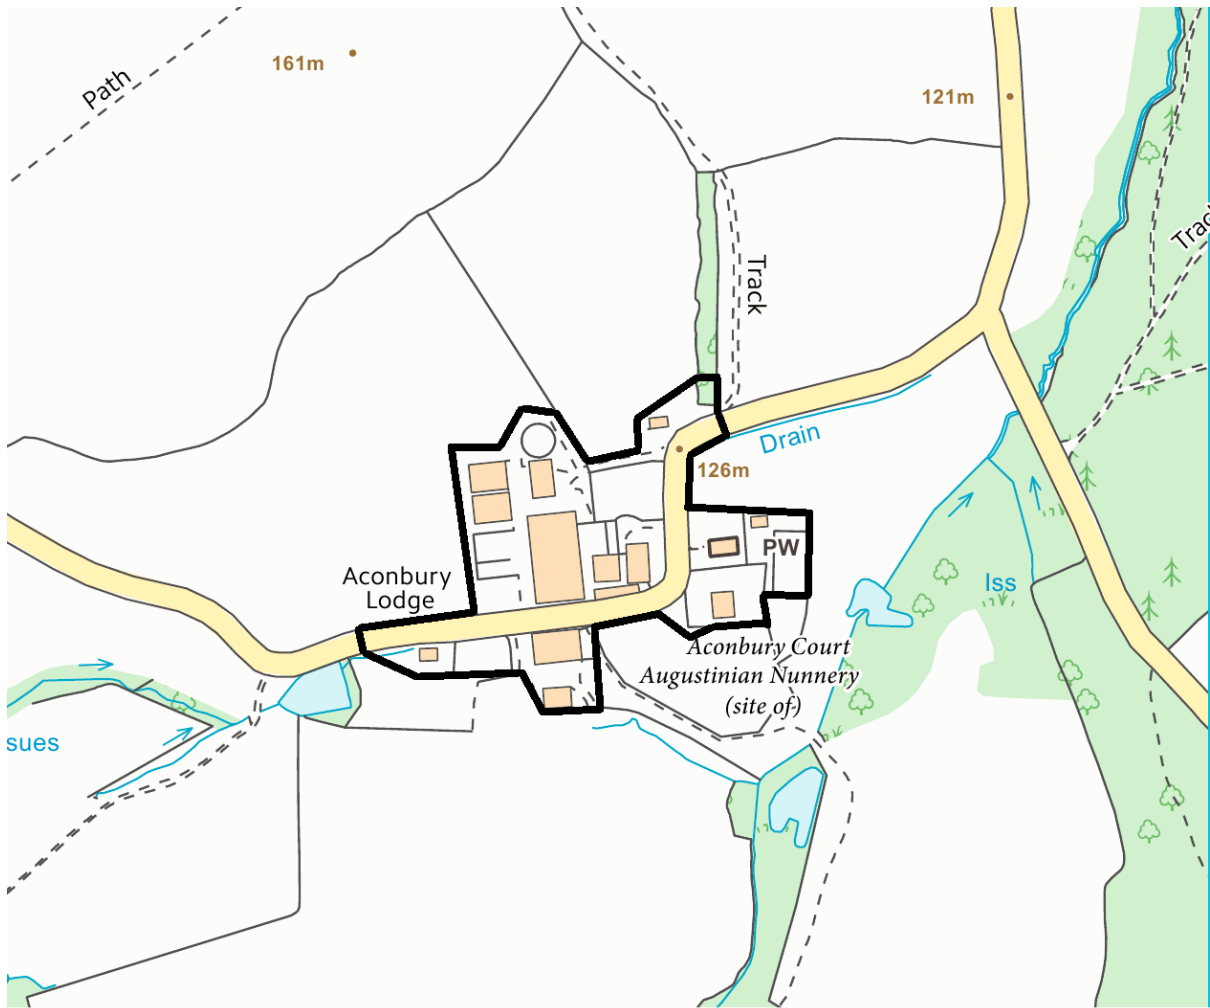 Path
161m
121m
Track
Track
Drain
126m
PW
Aconbury
Lodge
Iss
Aconbury Court
Augustinian Nunnery
(site of)
sues